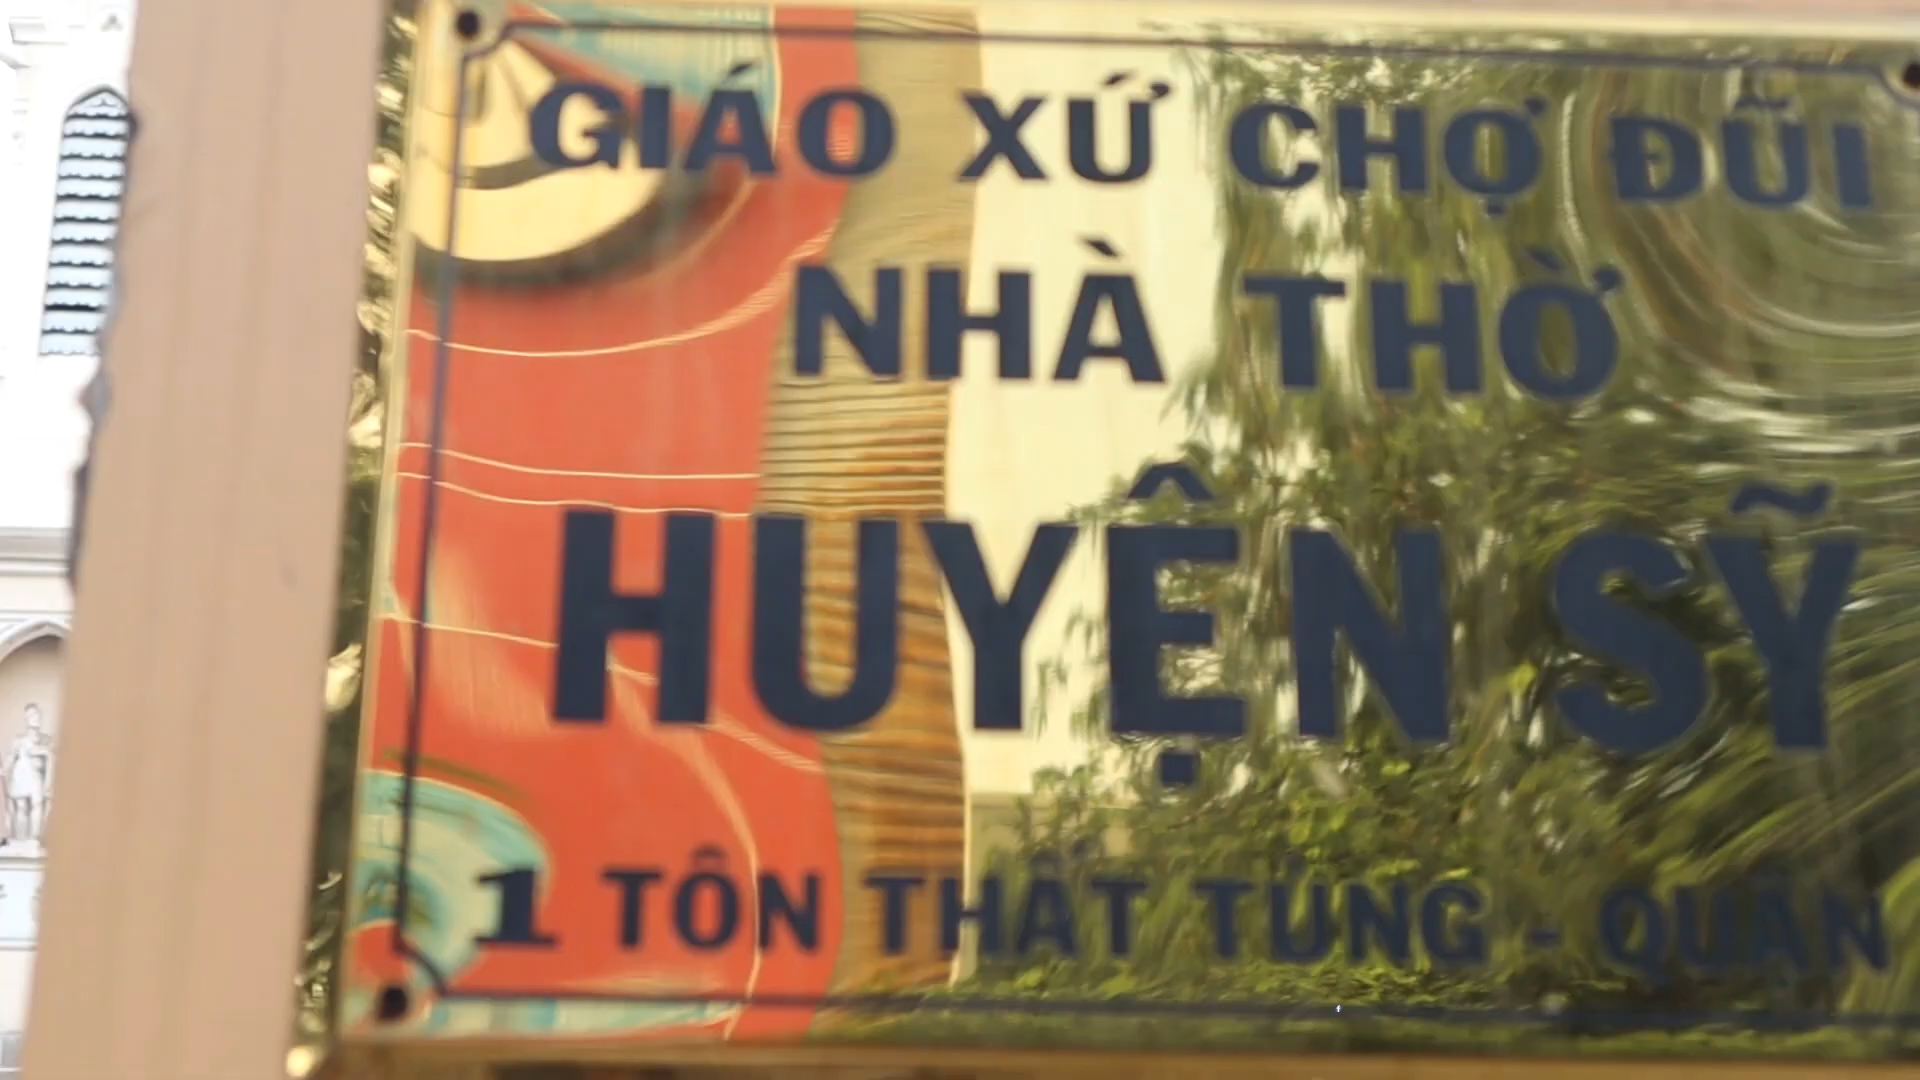 GIÁO XỨ CHỢ ĐŨI
NHÀ THỜ
HUYỆN SỸ
1 TÔN THẤT TÙNG - QUẬN